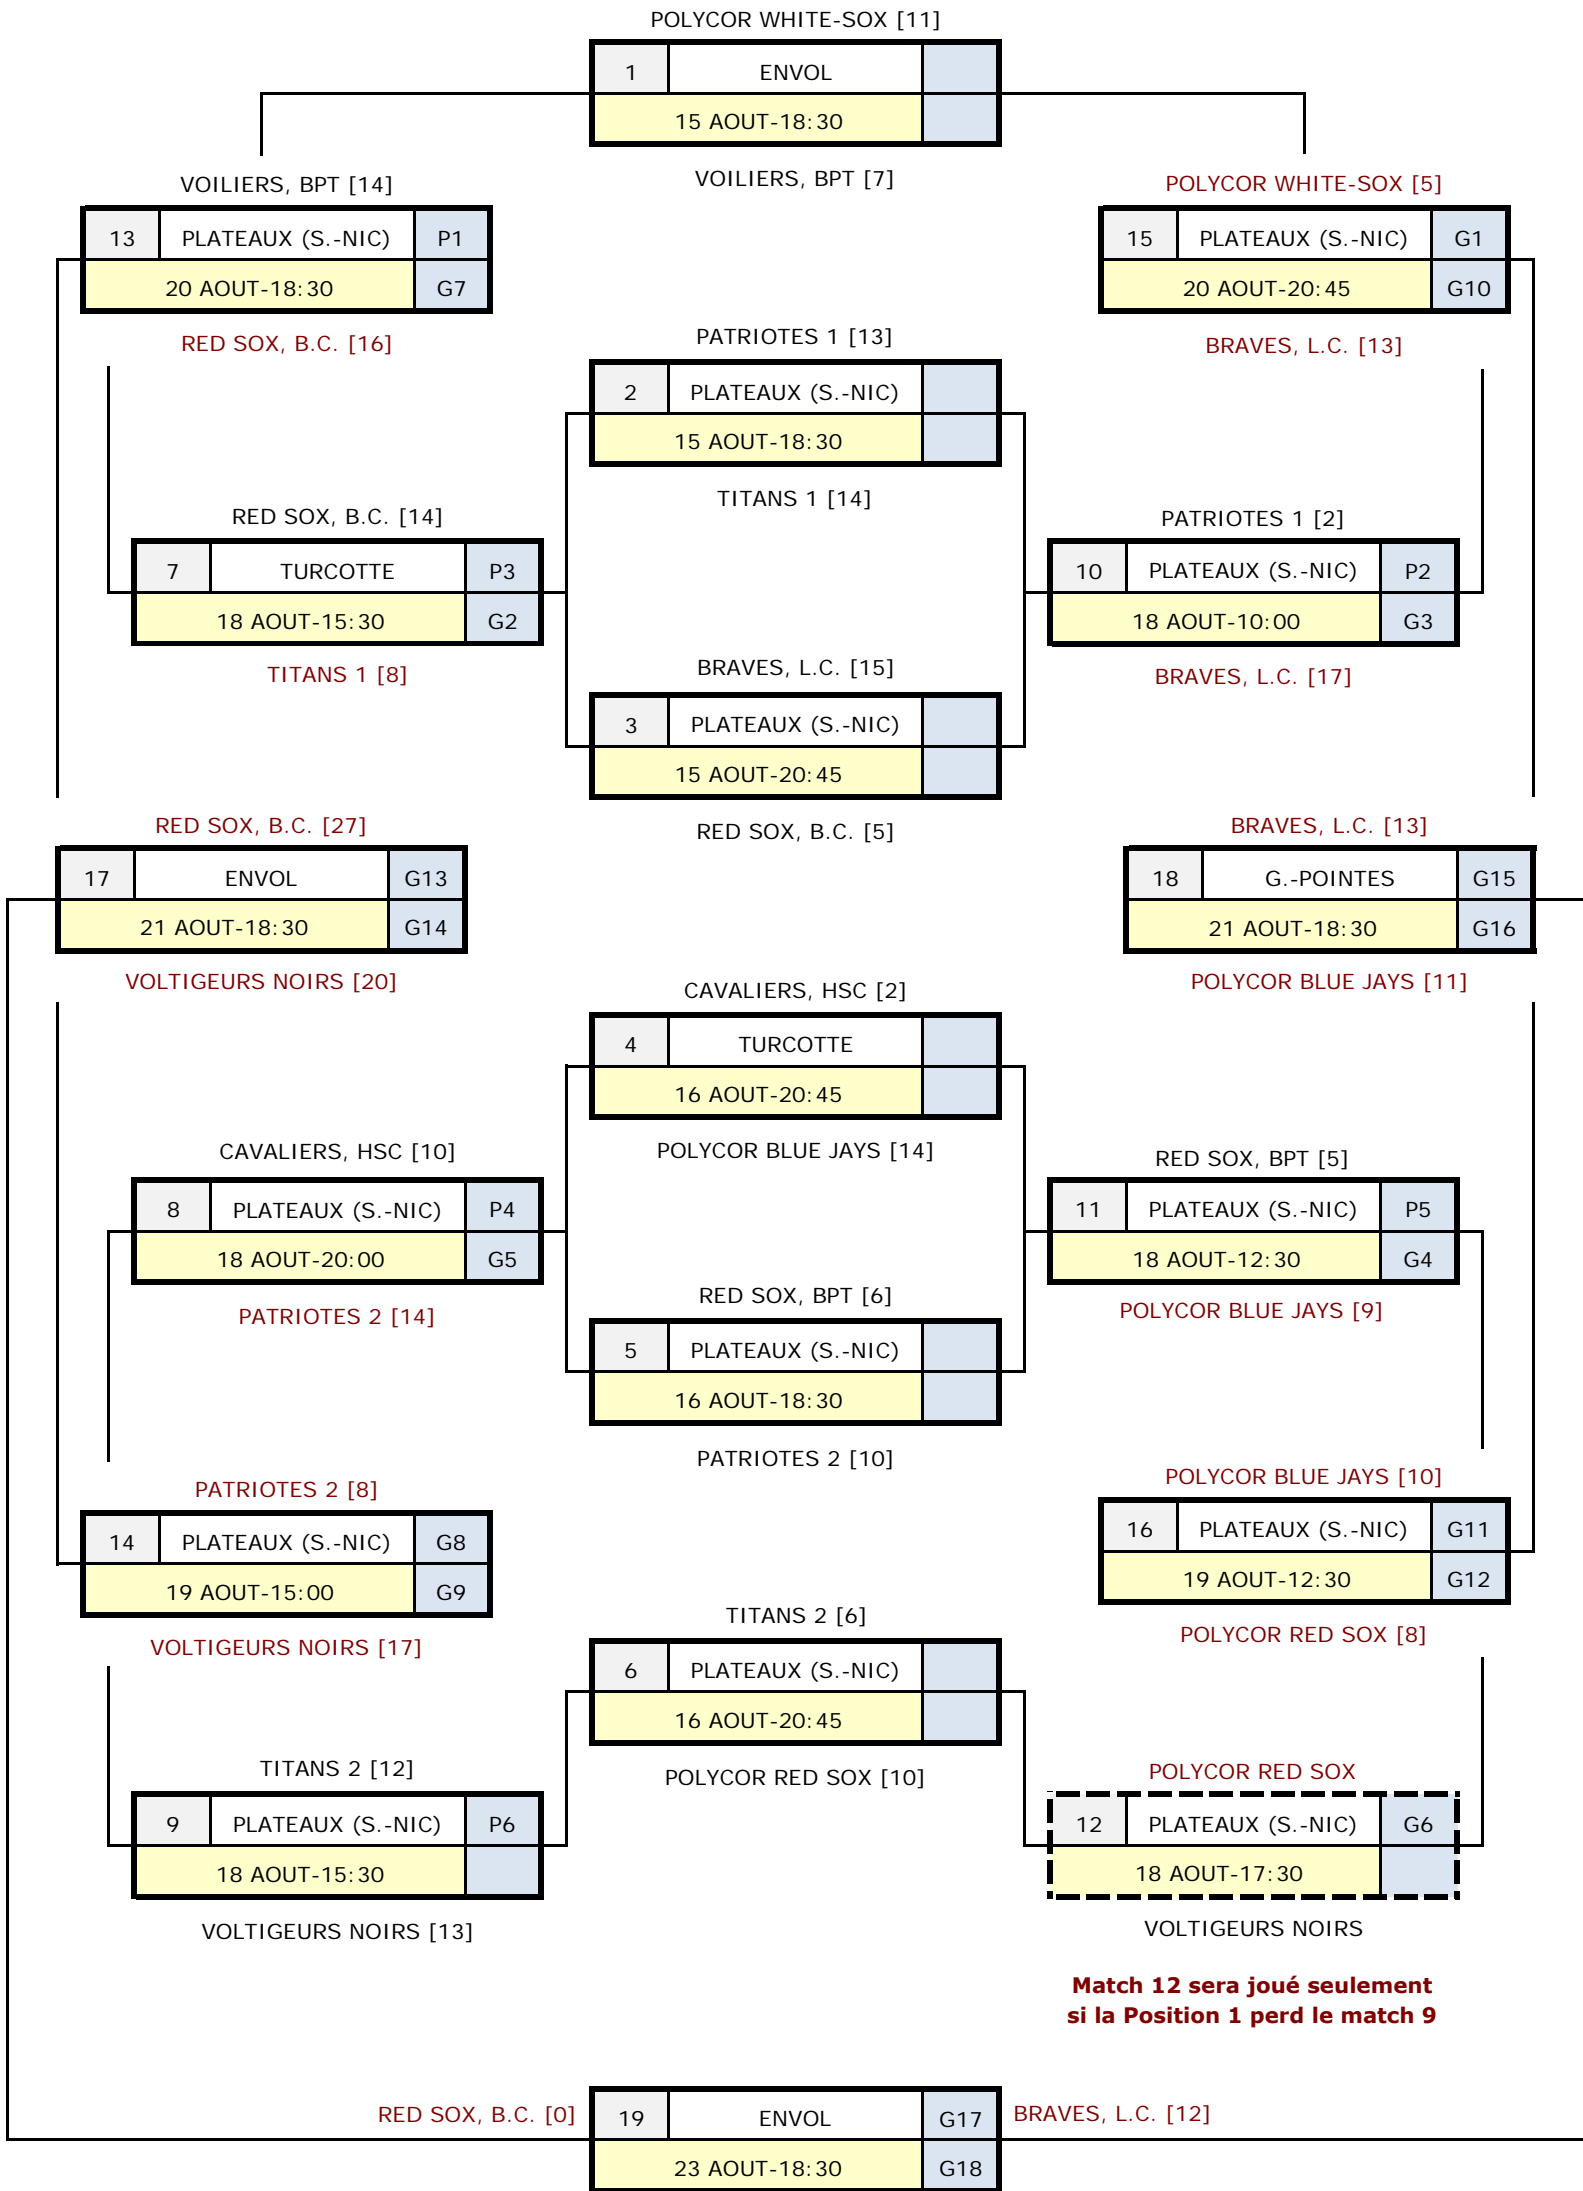 POLYCOR WHITE-SOX [11]
1 ENVOL
15 AOUT-18:30
VOILIERS, BPT [7]
VOILIERS, BPT [14]
13 PLATEAUX (S.-NIC) P1
20 AOUT-18:30 G7
RED SOX, B.C. [16]
POLYCOR WHITE-SOX [5]
15 PLATEAUX (S.-NIC) G1
20 AOUT-20:45 G10
BRAVES, L.C. [13]
PATRIOTES 1 [13]
2 PLATEAUX (S.-NIC)
15 AOUT-18:30
TITANS 1 [14]
RED SOX, B.C. [14]
7 TURCOTTE P3
18 AOUT-15:30 G2
TITANS 1 [8]
PATRIOTES 1 [2]
10 PLATEAUX (S.-NIC) P2
18 AOUT-10:00 G3
BRAVES, L.C. [17]
BRAVES, L.C. [15]
3 PLATEAUX (S.-NIC)
15 AOUT-20:45
RED SOX, B.C. [5]
RED SOX, B.C. [27]
17 ENVOL G13
21 AOUT-18:30 G14
VOLTIGEURS NOIRS [20]
BRAVES, L.C. [13]
18 G.-POINTES G15
21 AOUT-18:30 G16
POLYCOR BLUE JAYS [11]
CAVALIERS, HSC [2]
4 TURCOTTE
16 AOUT-20:45
POLYCOR BLUE JAYS [14]
CAVALIERS, HSC [10]
8 PLATEAUX (S.-NIC) P4
18 AOUT-20:00 G5
PATRIOTES 2 [14]
RED SOX, BPT [5]
11 PLATEAUX (S.-NIC) P5
18 AOUT-12:30 G4
POLYCOR BLUE JAYS [9]
RED SOX, BPT [6]
5 PLATEAUX (S.-NIC)
16 AOUT-18:30
PATRIOTES 2 [10]
PATRIOTES 2 [8]
14 PLATEAUX (S.-NIC) G8
19 AOUT-15:00 G9
VOLTIGEURS NOIRS [17]
POLYCOR BLUE JAYS [10]
16 PLATEAUX (S.-NIC) G11
19 AOUT-12:30 G12
POLYCOR RED SOX [8]
TITANS 2 [6]
6 PLATEAUX (S.-NIC)
16 AOUT-20:45
POLYCOR RED SOX [10]
TITANS 2 [12]
9 PLATEAUX (S.-NIC) P6
18 AOUT-15:30
VOLTIGEURS NOIRS [13]
POLYCOR RED SOX
12 PLATEAUX (S.-NIC) G6
18 AOUT-17:30
VOLTIGEURS NOIRS
Match 12 sera joué seulement
si la Position 1 perd le match 9
RED SOX, B.C. [0] 19 ENVOL G17 BRAVES, L.C. [12]
23 AOUT-18:30 G18